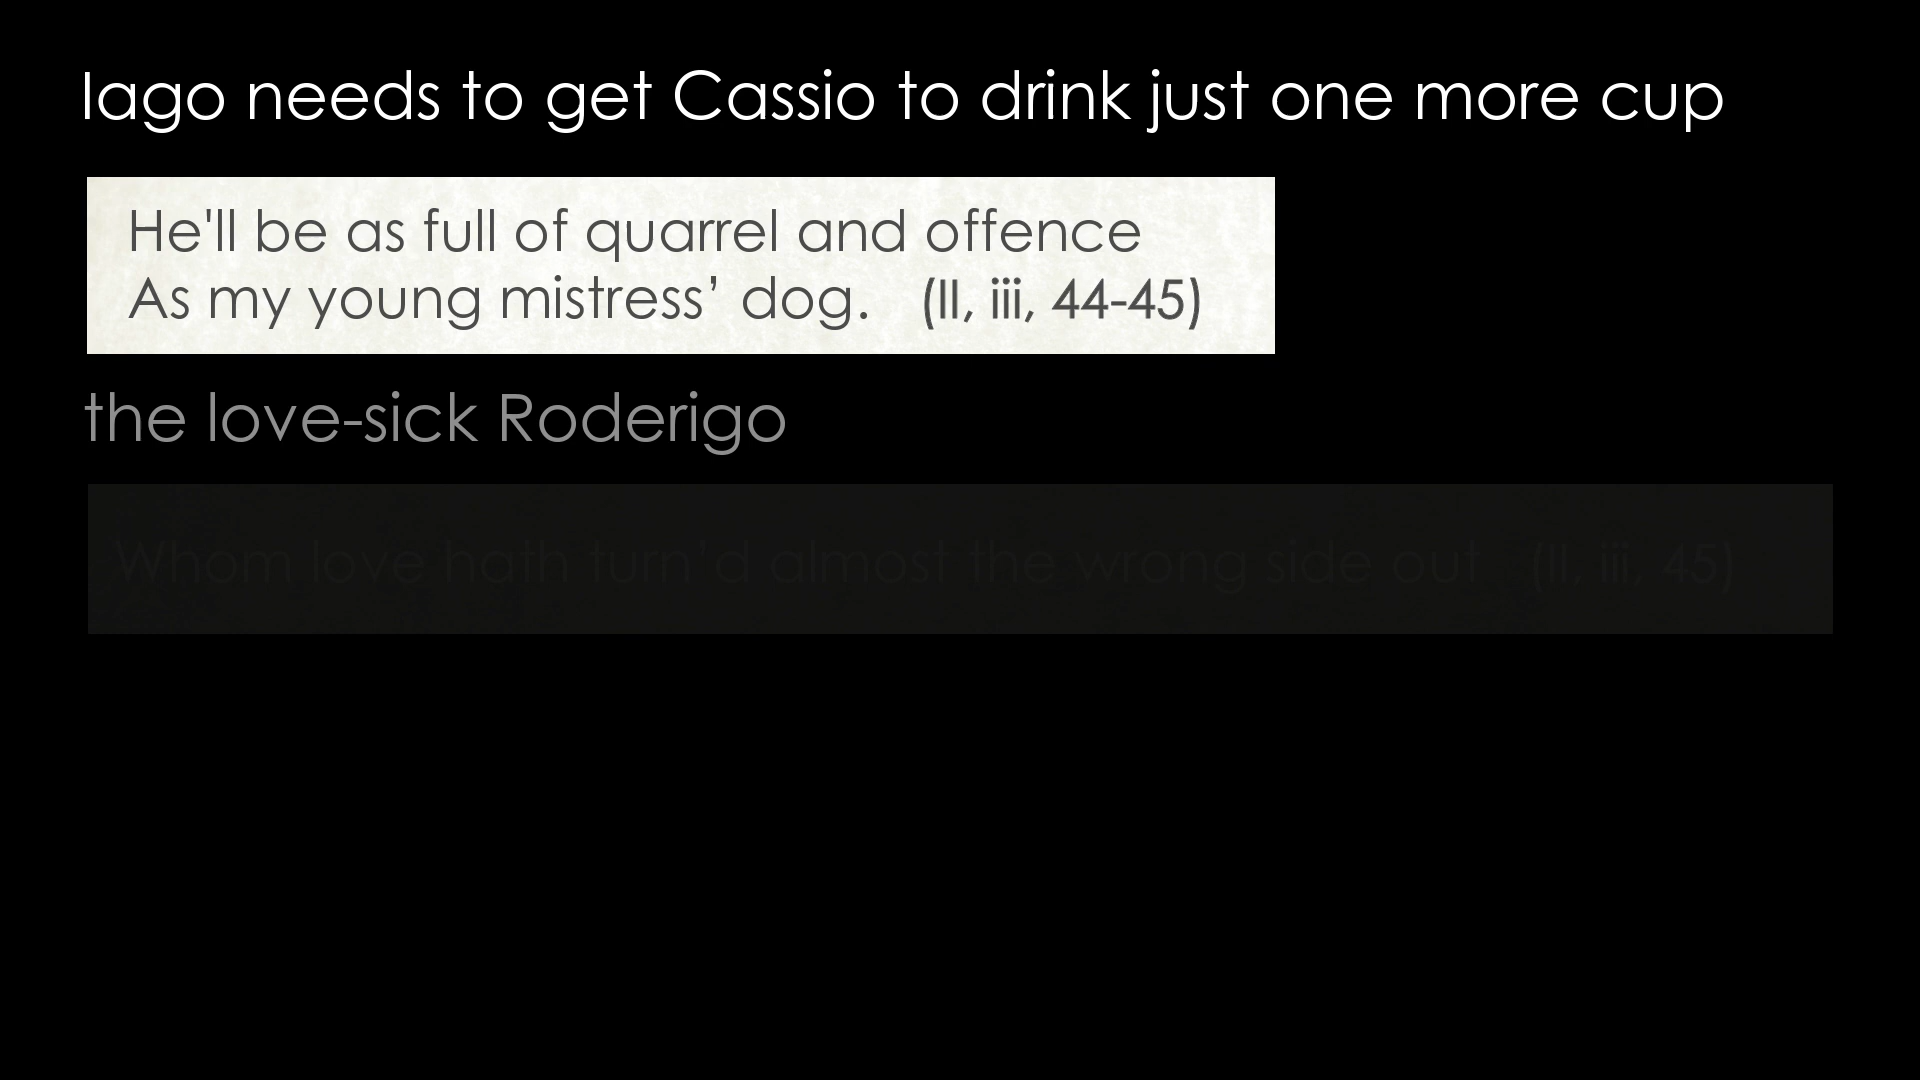 Iago needs to get Cassio to drink just one more cup
He'll be as full of quarrel and offence
As my young mistress’ dog. (II, iii, 44-45)
the love-sick Roderigo
Whom love hath turn’d almost the wrong side out (II, iii, 45)